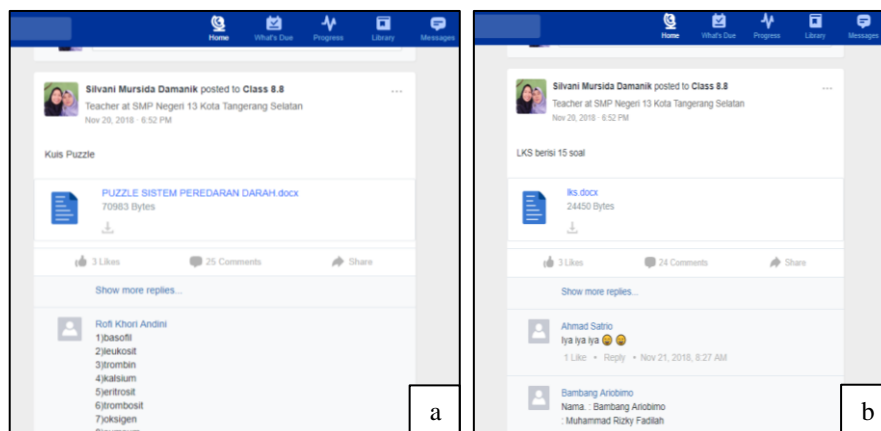 Home What's Due Progress Library Messages
Silvani Mursida Damanik posted to Class 8.8
Teacher at SMP Negeri 13 Kota Tangerang Selatan
Nov 20, 2018 · 6:52 PM
Kuis Puzzle
PUZZLE SISTEM PEREDARAN DARAH.docx
70983 Bytes
3 Likes 25 Comments Share
Show more replies...
Rofi Khori Andini
1)basofil
2)leukosit
3)trombin
4)kalsium
5)eritrosit
6)trombosit
7)oksigen
a
Home What's Due Progress Library Messages
Silvani Mursida Damanik posted to Class 8.8
Teacher at SMP Negeri 13 Kota Tangerang Selatan
Nov 20, 2018 · 6:52 PM
LKS berisi 15 soal
lks.docx
24450 Bytes
3 Likes 24 Comments Share
Show more replies...
Ahmad Satrio
Iya iya iya 😩 😩
1 Like • Reply • Nov 21, 2018, 8:27 AM
Bambang Ariobimo
Nama. : Bambang Ariobimo
: Muhammad Rizky Fadilah
b